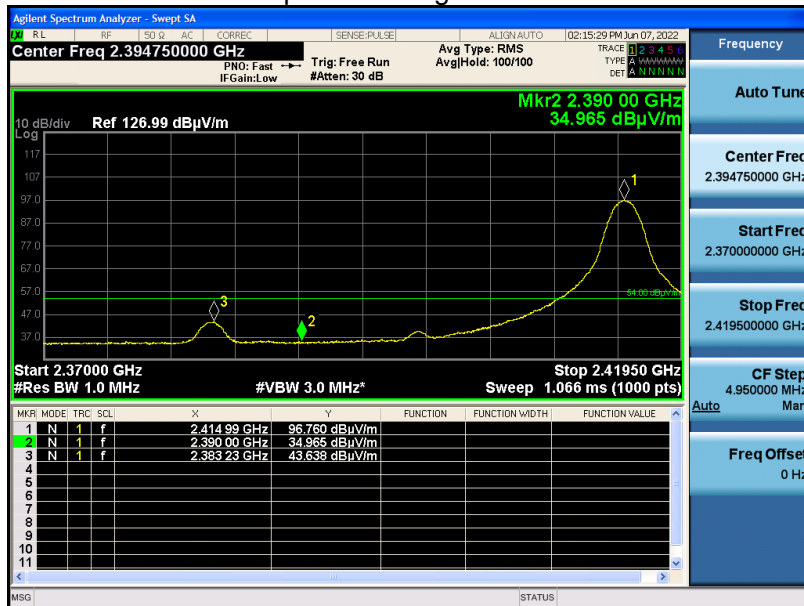 Agilent Spectrum Analyzer - Swept SA
LXI RL RF 50 Ω AC CORREC SENSE:PULSE ALIGN AUTO 02:15:29 PM Jun 07, 2022
Center Freq 2.394750000 GHz
PNO: Fast
IFGain:Low
Trig: Free Run
#Atten: 30 dB
Avg Type: RMS
Avg|Hold: 100/100
TRACE 1 2 3 4 5 6
TYPE A WWWWW
DET A N N N N N
Mkr2 2.390 00 GHz
34.965 dBµV/m
10 dB/div Ref 126.99 dBµV/m
Log
117
107
97.0
87.0
77.0
67.0
57.0
47.0
37.0
1
2
3
54.00 dBµV/m
Start 2.37000 GHz Stop 2.41950 GHz
#Res BW 1.0 MHz #VBW 3.0 MHz* Sweep 1.066 ms (1000 pts)
MKR MODE TRC SCL X Y FUNCTION FUNCTION WIDTH FUNCTION VALUE
1 N 1 f 2.414 99 GHz 96.760 dBµV/m
2 N 1 f 2.390 00 GHz 34.965 dBµV/m
3 N 1 f 2.383 23 GHz 43.638 dBµV/m
4
5
6
7
8
9
10
11
MSG STATUS
Frequency
Auto Tune
Center Freq
2.394750000 GHz
Start Freq
2.370000000 GHz
Stop Freq
2.419500000 GHz
CF Step
4.950000 MHz
Auto Man
Freq Offset
0 Hz